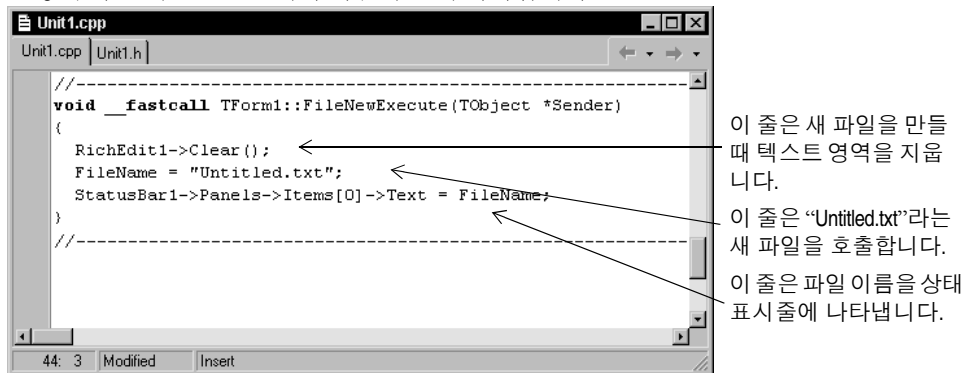 Unit1.cpp
Unit1.cpp Unit1.h
//-----------------------------------------------------------
void __fastcall TForm1::FileNewExecute(TObject *Sender)
{
RichEdit1->Clear();
FileName = "Untitled.txt";
StatusBar1->Panels->Items[0]->Text = FileName;
}
//-----------------------------------------------------------
44: 3 Modified Insert
이 줄은 새 파일을 만들
때 텍스트 영역을 지웁
니다.
이 줄은 “Untitled.txt”라는
새 파일을 호출합니다.
이 줄은 파일 이름을 상태
표시줄에 나타냅니다.